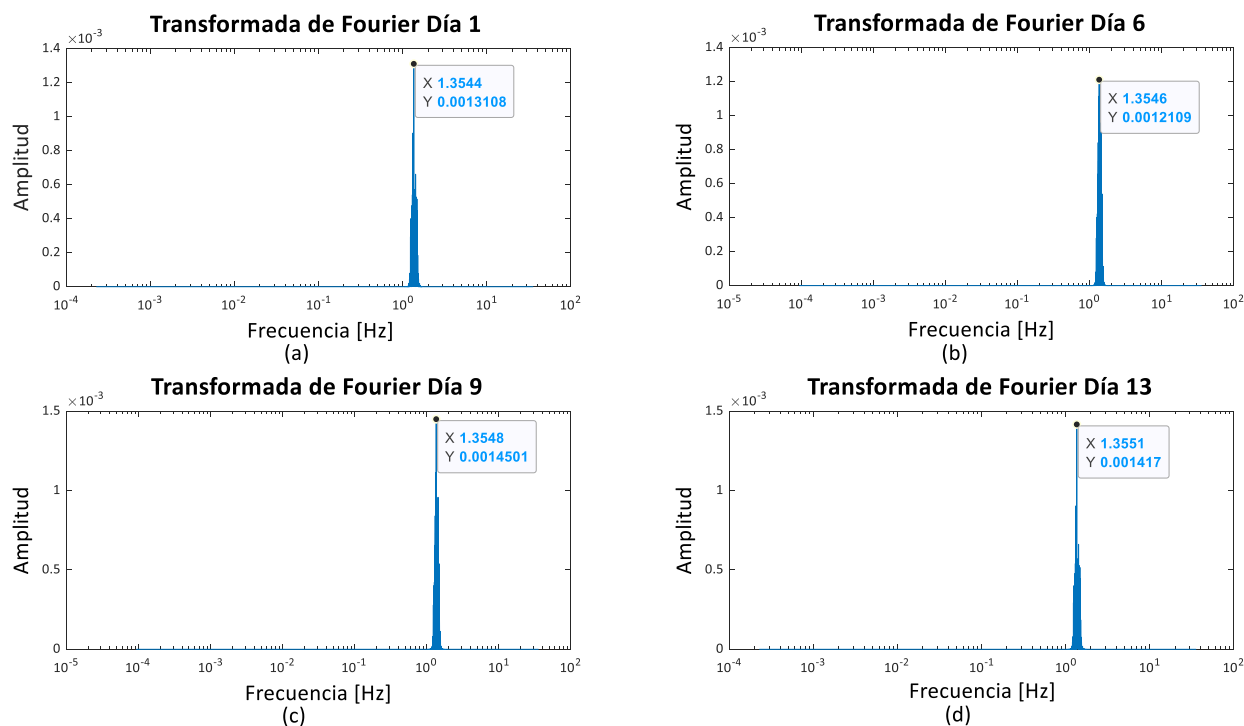 Transformada de Fourier Día 1
×10⁻³
1.4
1.2
1
0.8
0.6
0.4
0.2
0
Amplitud
X 1.3544
Y 0.0013108
10⁻⁴ 10⁻³ 10⁻² 10⁻¹ 10⁰ 10¹ 10²
Frecuencia [Hz]
(a)
Transformada de Fourier Día 6
×10⁻³
1.4
1.2
1
0.8
0.6
0.4
0.2
0
Amplitud
X 1.3546
Y 0.0012109
10⁻⁵ 10⁻⁴ 10⁻³ 10⁻² 10⁻¹ 10⁰ 10¹ 10²
Frecuencia [Hz]
(b)
Transformada de Fourier Día 9
×10⁻³
1.5
1
0.5
0
Amplitud
X 1.3548
Y 0.0014501
10⁻⁵ 10⁻⁴ 10⁻³ 10⁻² 10⁻¹ 10⁰ 10¹ 10²
Frecuencia [Hz]
(c)
Transformada de Fourier Día 13
×10⁻³
1.5
1
0.5
0
Amplitud
X 1.3551
Y 0.001417
10⁻⁴ 10⁻³ 10⁻² 10⁻¹ 10⁰ 10¹ 10²
Frecuencia [Hz]
(d)